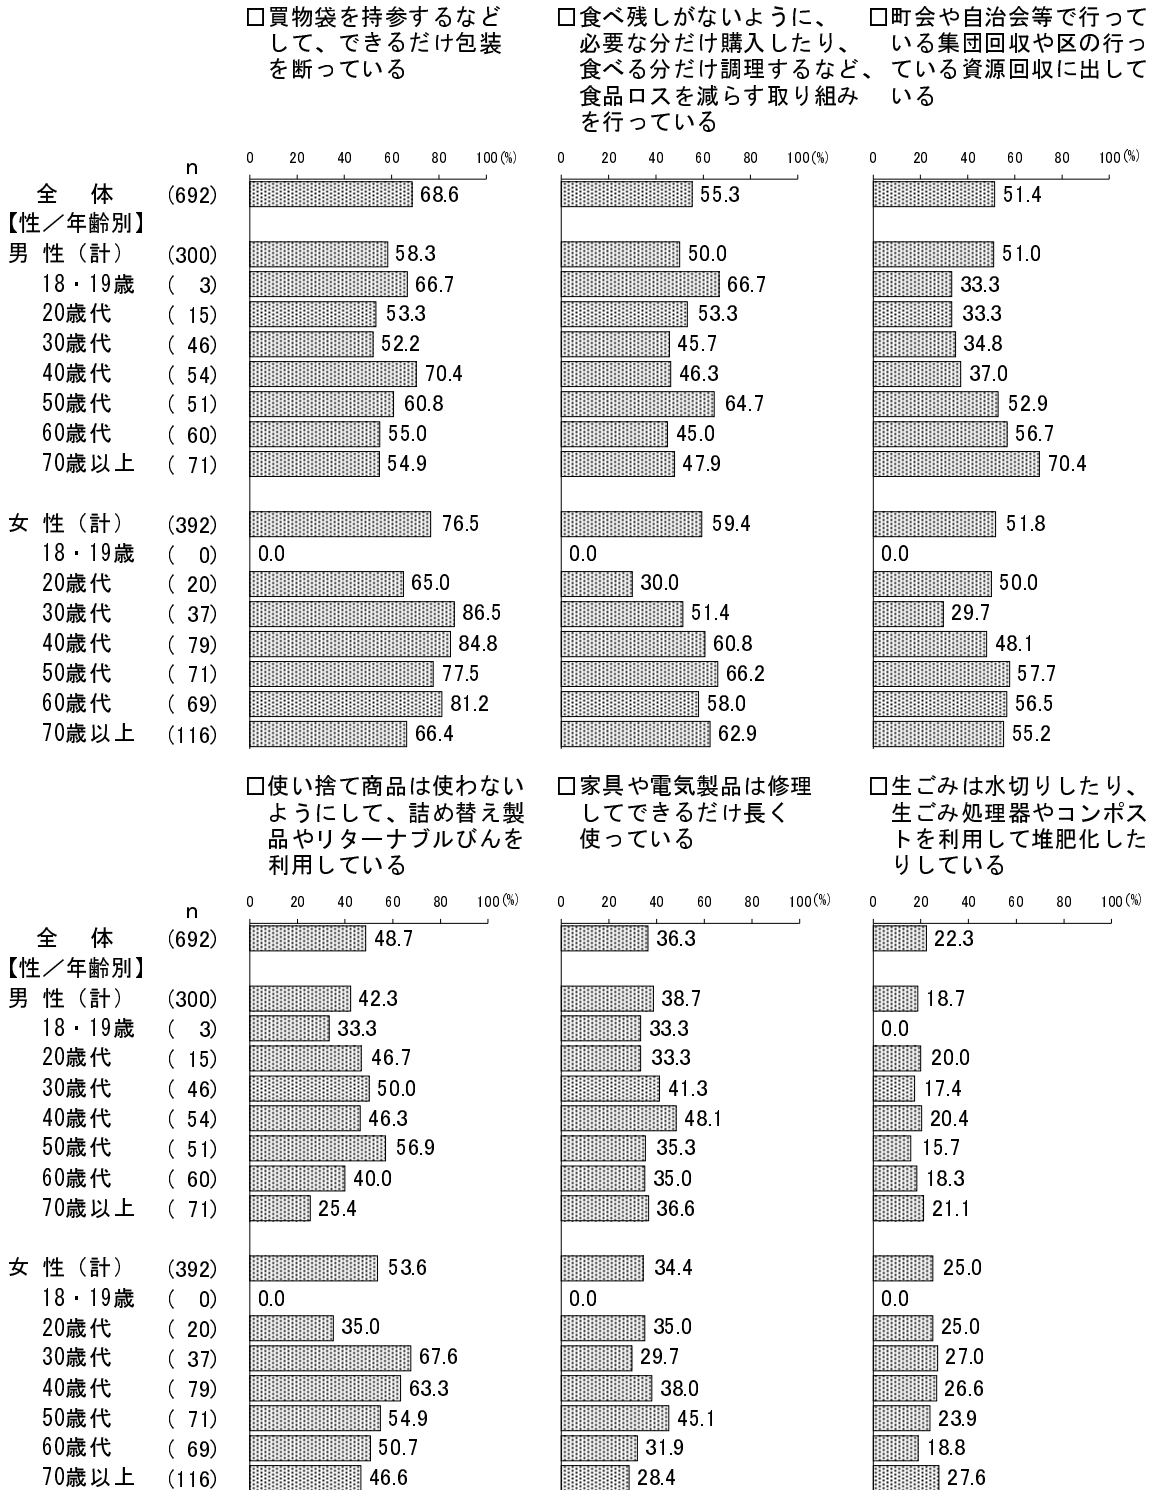 □買物袋を持参するなど
して、できるだけ包装
を断っている
□食べ残しがないように、
必要な分だけ購入したり、
食べる分だけ調理するなど、
食品ロスを減らす取り組み
を行っている
□町会や自治会等で行って
いる集団回収や区の行っ
ている資源回収に出して
いる
n 0 20 40 60 80 100(%) 0 20 40 60 80 100(%) 0 20 40 60 80 100(%)
全 体 (692) 68.6 55.3 51.4
【性／年齢別】
男 性（計） (300) 58.3 50.0 51.0
18・19歳 ( 3) 66.7 66.7 33.3
20歳代 ( 15) 53.3 53.3 33.3
30歳代 ( 46) 52.2 45.7 34.8
40歳代 ( 54) 70.4 46.3 37.0
50歳代 ( 51) 60.8 64.7 52.9
60歳代 ( 60) 55.0 45.0 56.7
70歳以上 ( 71) 54.9 47.9 70.4
女 性（計） (392) 76.5 59.4 51.8
18・19歳 ( 0) 0.0 0.0 0.0
20歳代 ( 20) 65.0 30.0 50.0
30歳代 ( 37) 86.5 51.4 29.7
40歳代 ( 79) 84.8 60.8 48.1
50歳代 ( 71) 77.5 66.2 57.7
60歳代 ( 69) 81.2 58.0 56.5
70歳以上 (116) 66.4 62.9 55.2
□使い捨て商品は使わない
ようにして、詰め替え製
品やリターナブルびんを
利用している
□家具や電気製品は修理
してできるだけ長く
使っている
□生ごみは水切りしたり、
生ごみ処理器やコンポス
トを利用して堆肥化した
りしている
n 0 20 40 60 80 100(%) 0 20 40 60 80 100(%) 0 20 40 60 80 100(%)
全 体 (692) 48.7 36.3 22.3
【性／年齢別】
男 性（計） (300) 42.3 38.7 18.7
18・19歳 ( 3) 33.3 33.3 0.0
20歳代 ( 15) 46.7 33.3 20.0
30歳代 ( 46) 50.0 41.3 17.4
40歳代 ( 54) 46.3 48.1 20.4
50歳代 ( 51) 56.9 35.3 15.7
60歳代 ( 60) 40.0 35.0 18.3
70歳以上 ( 71) 25.4 36.6 21.1
女 性（計） (392) 53.6 34.4 25.0
18・19歳 ( 0) 0.0 0.0 0.0
20歳代 ( 20) 35.0 35.0 25.0
30歳代 ( 37) 67.6 29.7 27.0
40歳代 ( 79) 63.3 38.0 26.6
50歳代 ( 71) 54.9 45.1 23.9
60歳代 ( 69) 50.7 31.9 18.8
70歳以上 (116) 46.6 28.4 27.6